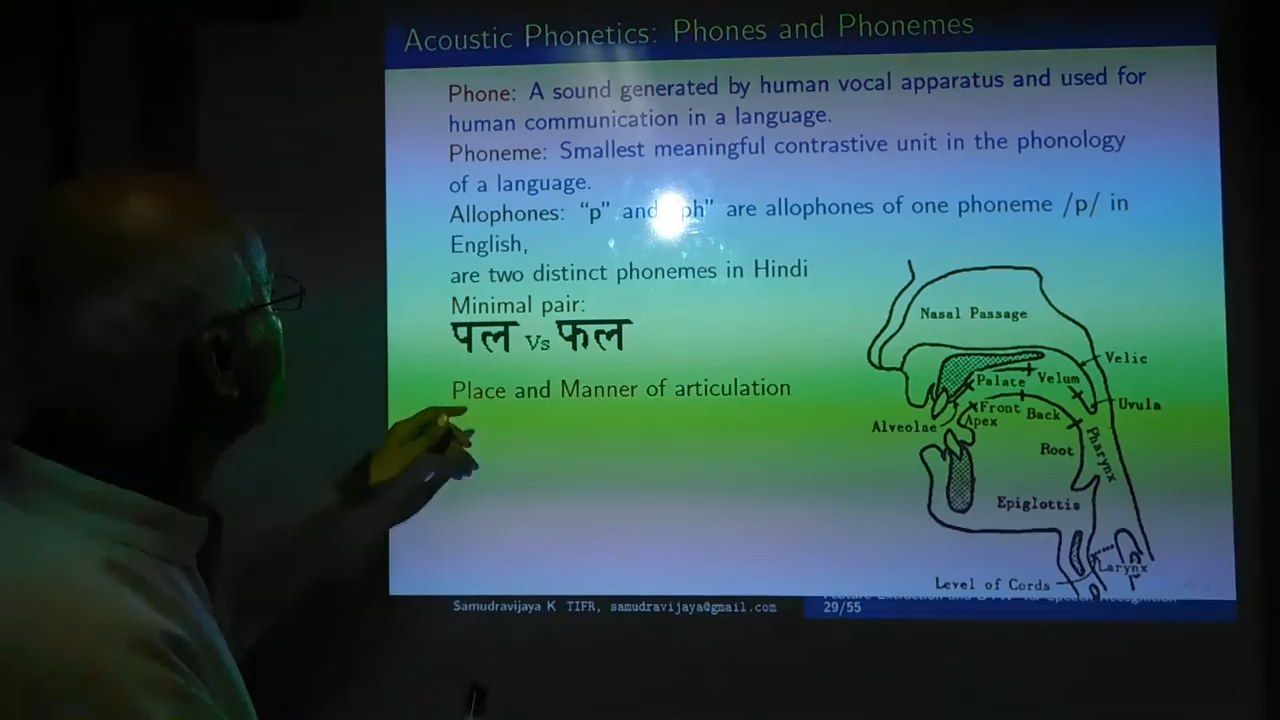 Acoustic Phonetics: Phones and Phonemes
Phone: A sound generated by human vocal apparatus and used for
human communication in a language.
Phoneme: Smallest meaningful contrastive unit in the phonology
of a language.
Allophones: “p” and “ph” are allophones of one phoneme /p/ in
English,
are two distinct phonemes in Hindi
Minimal pair:
पल Vs फल
Place and Manner of articulation
Nasal Passage
Velic
Palate
Velum
Uvula
Front
Back
Apex
Alveolae
Root
Pharynx
Epiglottis
Larynx
Level of Cords
Samudravijaya K TIFR, samudravijaya@gmail.com
29/55